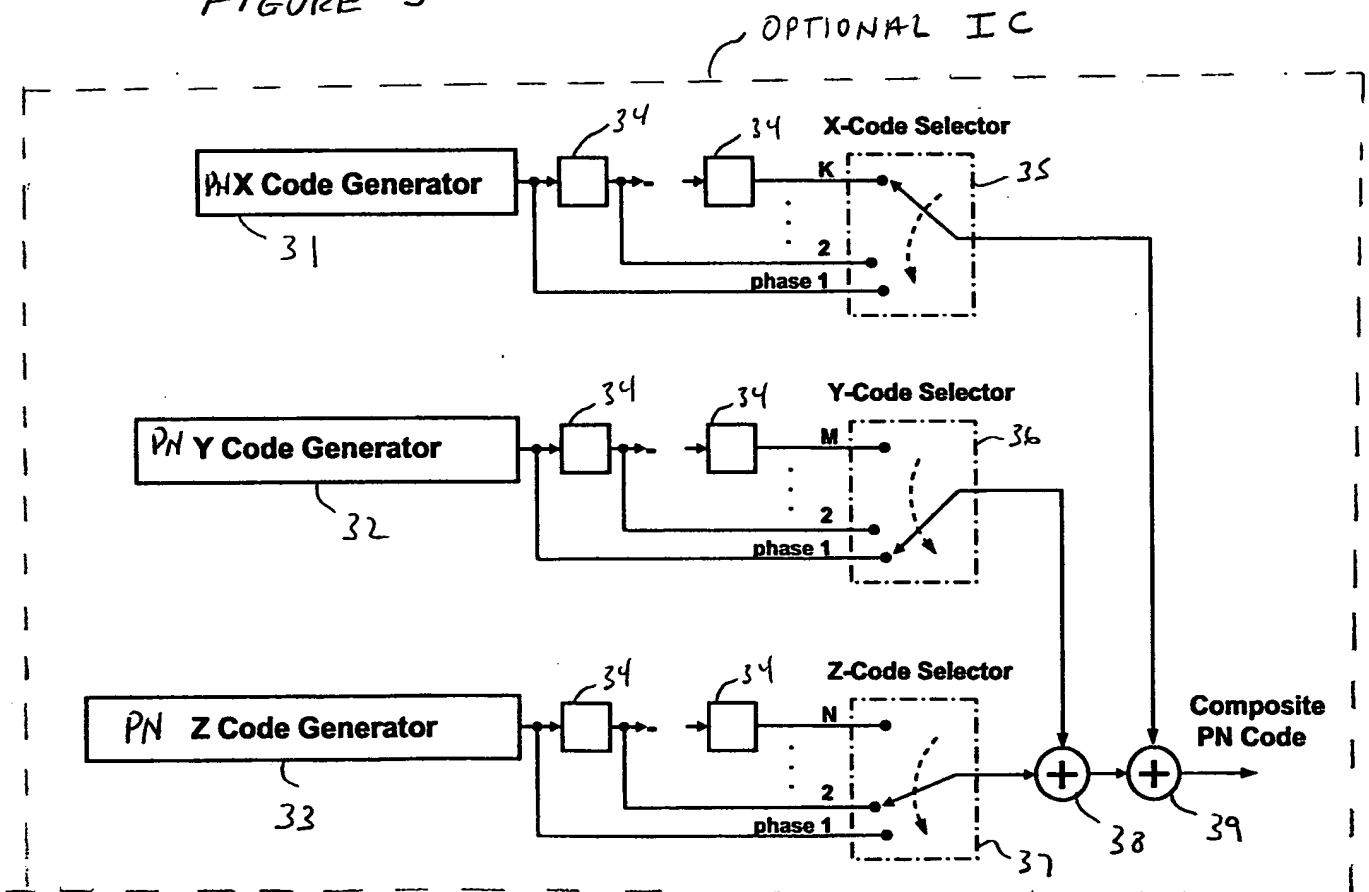 FIGURE 3
OPTIONAL IC
34
34
X-Code Selector
PN X Code Generator
K
35
31
2
phase 1
34
34
Y-Code Selector
PN Y Code Generator
M
36
32
2
phase 1
34
34
Z-Code Selector
PN Z Code Generator
N
Composite
PN Code
33
2
phase 1
37
38
39